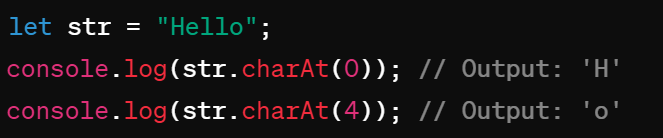 let str = "Hello";
console.log(str.charAt(0)); // Output: 'H'
console.log(str.charAt(4)); // Output: 'o'